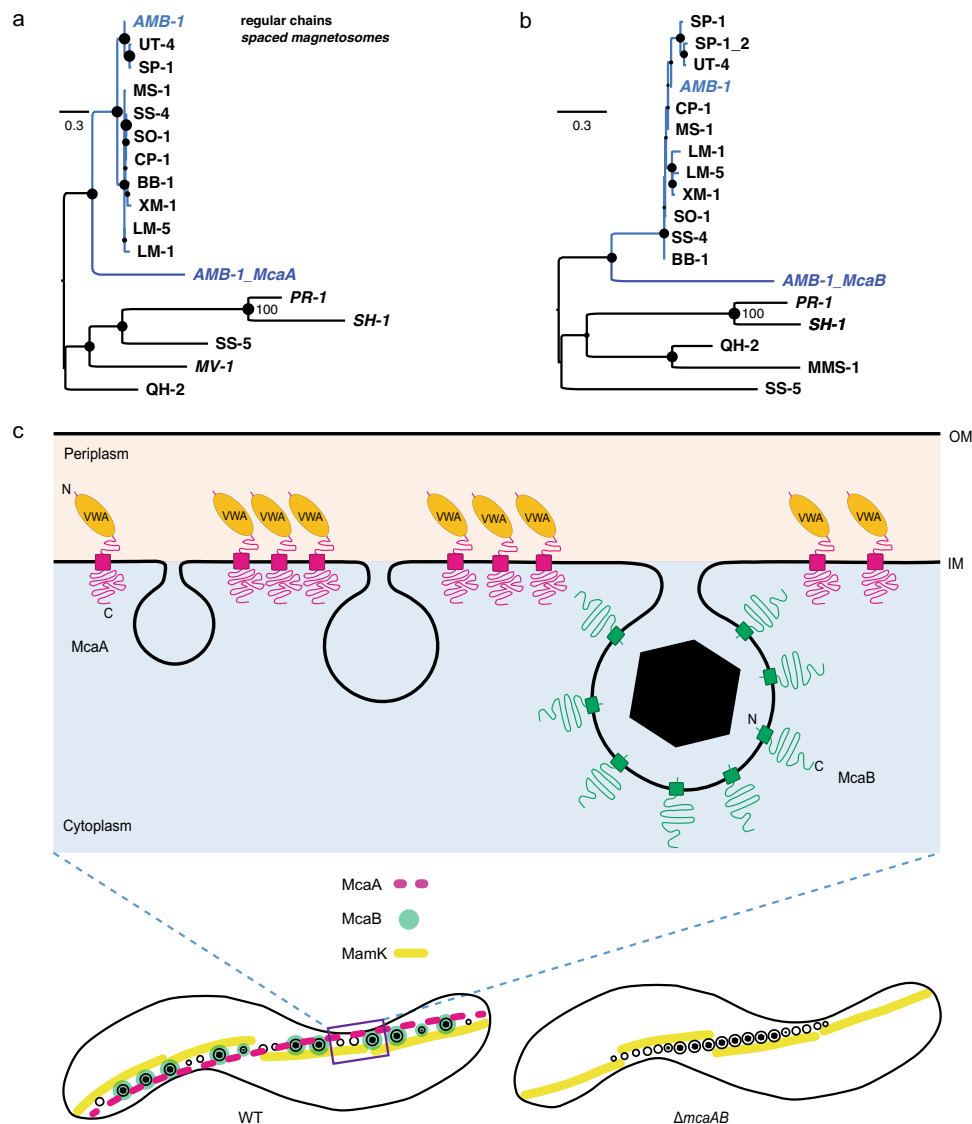 a
regular chains
spaced magnetosomes
AMB-1
UT-4
SP-1
MS-1
SS-4
SO-1
CP-1
BB-1
XM-1
LM-5
LM-1
AMB-1_McaA
PR-1
100
SH-1
SS-5
MV-1
QH-2
0.3
b
SP-1
SP-1_2
UT-4
AMB-1
CP-1
MS-1
LM-1
LM-5
XM-1
SO-1
SS-4
BB-1
AMB-1_McaB
PR-1
100
SH-1
QH-2
MMS-1
SS-5
0.3
c
OM
Periplasm
N
VWA VWA VWA VWA VWA VWA VWA VWA VWA
IM
C
McaA
N
C
McaB
Cytoplasm
McaA
McaB
MamK
WT
ΔmcaAB